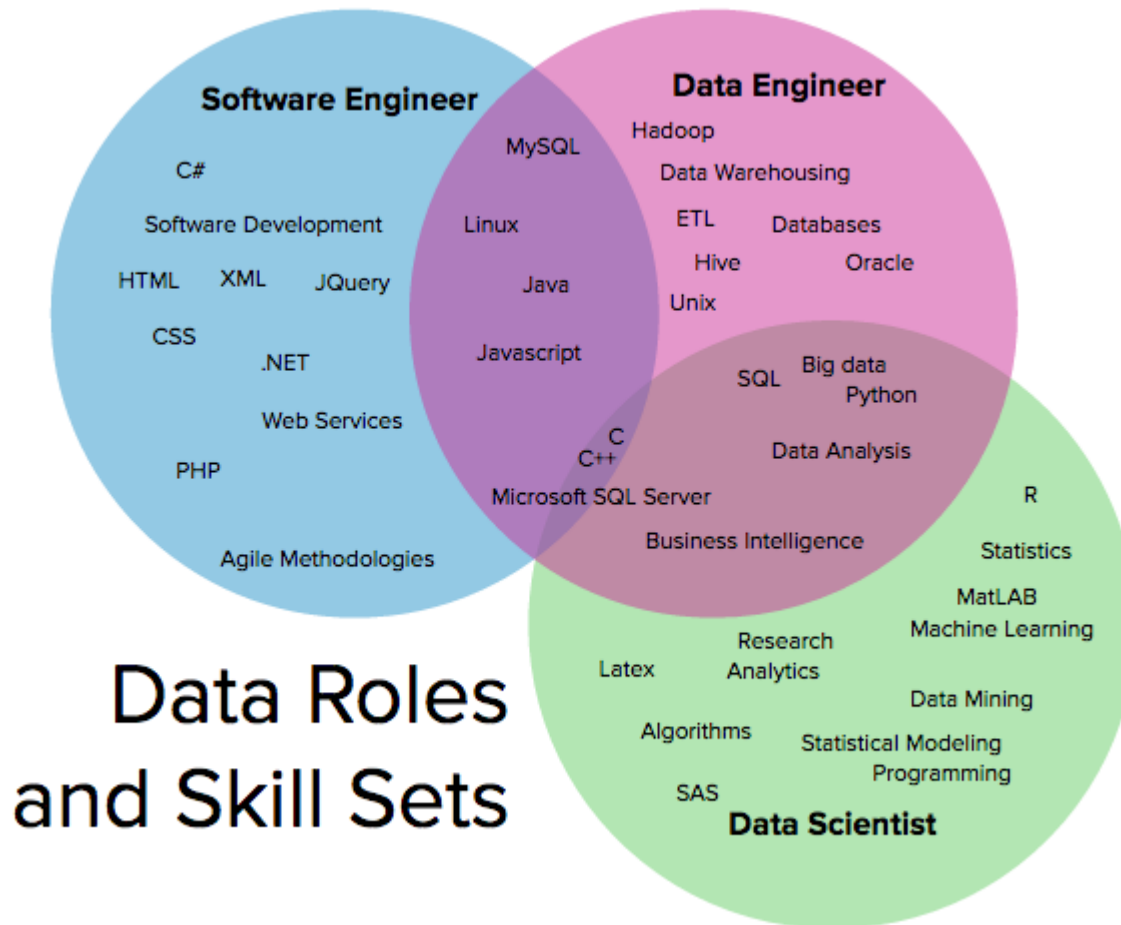 Software Engineer
C#
Software Development
HTML
XML
JQuery
CSS
.NET
Web Services
PHP
Agile Methodologies
MySQL
Linux
Java
Javascript
Data Engineer
Hadoop
Data Warehousing
ETL
Databases
Hive
Oracle
Unix
SQL
Big data
Python
Data Analysis
C
C++
Microsoft SQL Server
Business Intelligence
R
Statistics
MatLAB
Machine Learning
Research
Latex
Analytics
Data Mining
Algorithms
Statistical Modeling
Programming
SAS
Data Scientist
Data Roles
and Skill Sets